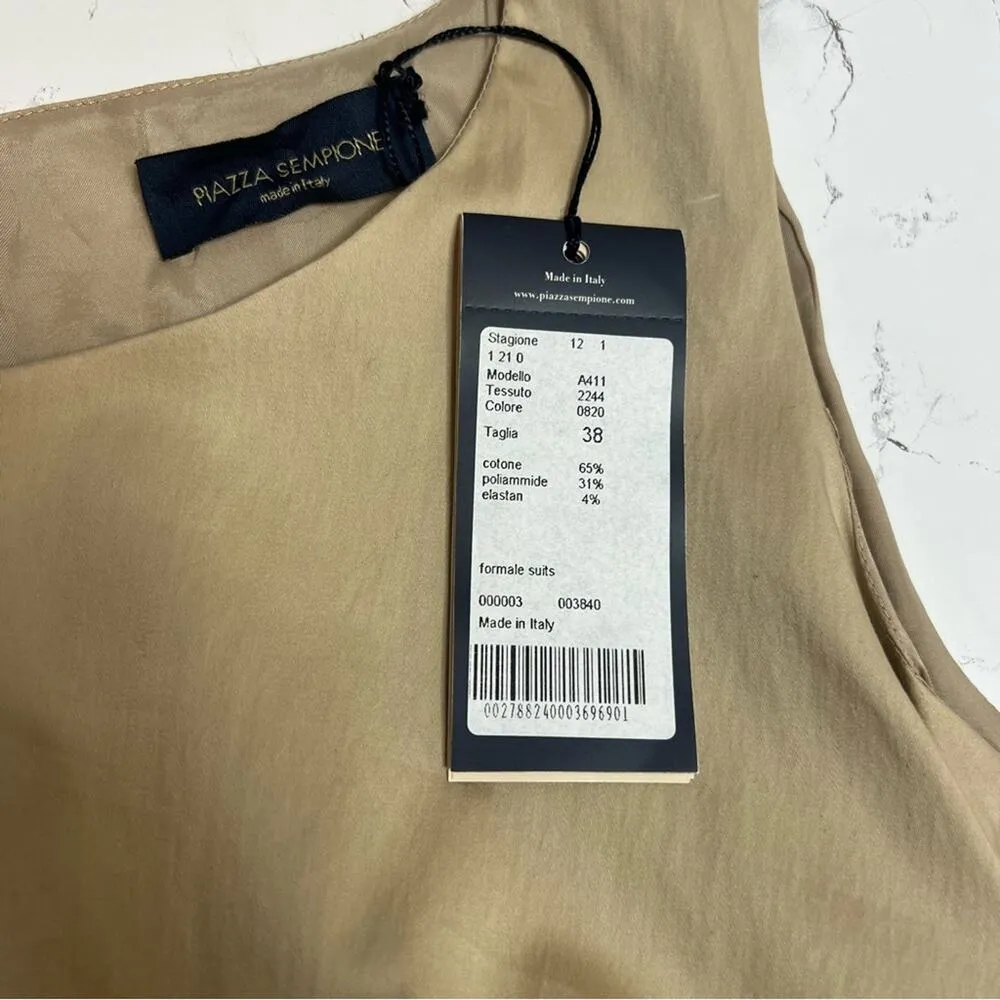 PIAZZA SEMPIONE
made in Italy
Made in Italy
www.piazzasempione.com
Stagione 12 1
1 21 0
Modello A411
Tessuto 2244
Colore 0820
Taglia 38
cotone 65%
poliammide 31%
elastan 4%
formale suits
000003 003840
Made in Italy
002788240003696901